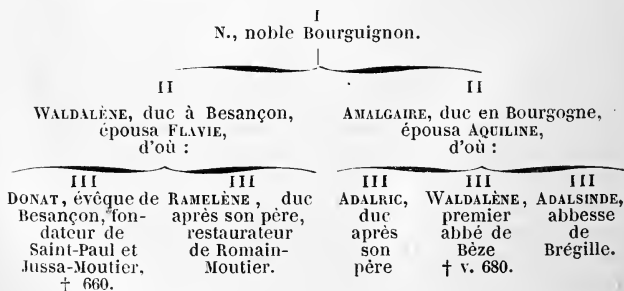 I
N., noble Bourguignon.
II
WALDALÈNE, duc à Besançon,
épousa FLAVIE,
d'où :
II
AMALGAIRE, duc en Bourgogne,
épousa AQUILINE,
d'où :
III
DONAT, évêque de
Besançon, fon-
dateur de
Saint-Paul et
Jussa-Moutier,
† 660.
III
RAMELÈNE, duc
après son père,
restaurateur
de Romain-
Moutier.
III
ADALRIC,
duc
après
son
père
III
WALDALÈNE,
premier
abbé de
Bèze
† v. 680.
III
ADALSINDE,
abbesse
de
Brégille.